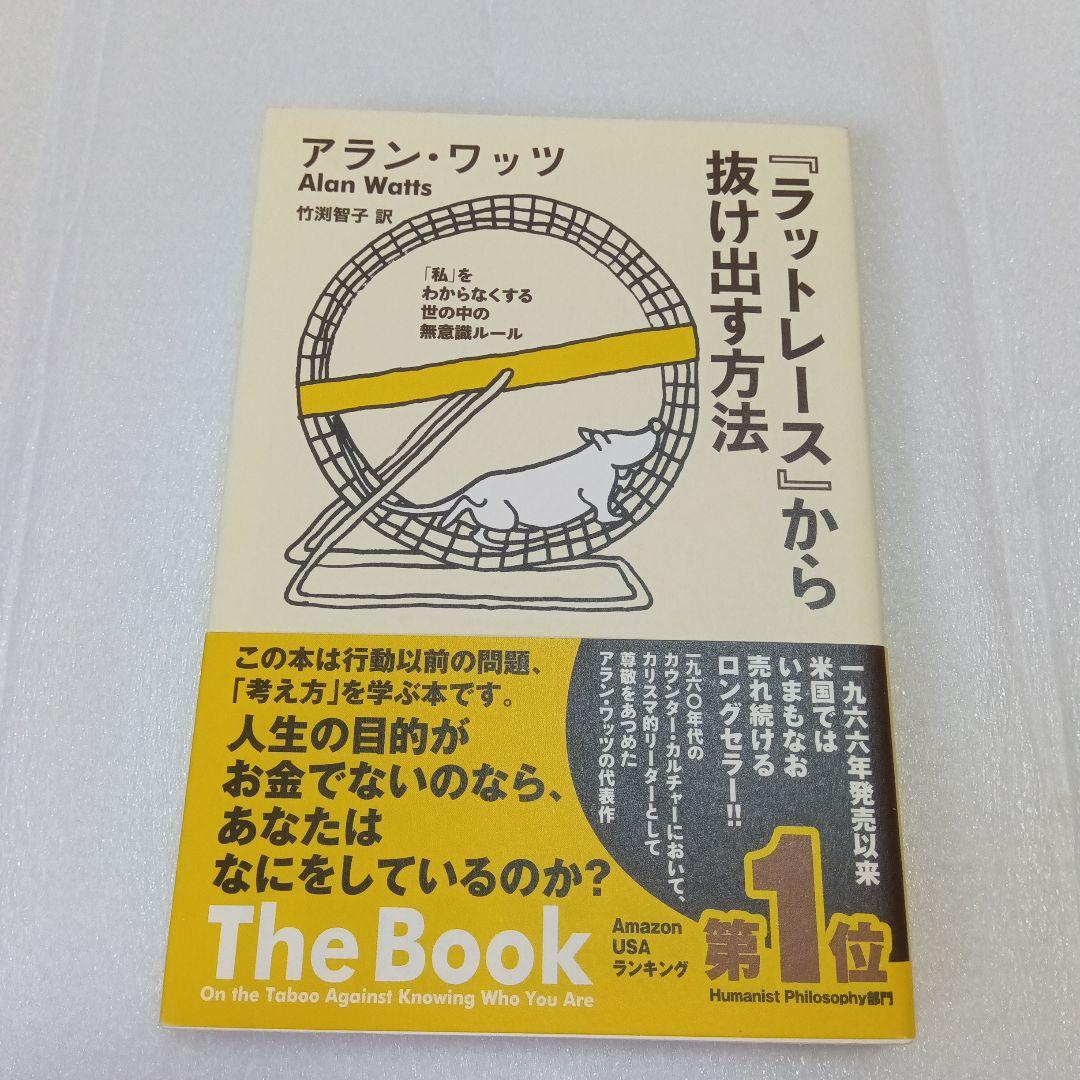 アラン・ワッツ
Alan Watts
竹渕智子 訳
『ラットレース』から
抜け出す方法
「私」を
わからなくする
世の中の
無意識ルール
この本は行動以前の問題、
「考え方」を学ぶ本です。
人生の目的が
お金でないのなら、
あなたは
なにをしているのか?
The Book
On the Taboo Against Knowing Who You Are
一九六六年発売以来
米国では
いまもなお
売れ続ける
ロングセラー!!
一九六〇年代の
カウンター・カルチャーにおいて、
カリスマ的リーダーとして
尊敬をあつめた
アラン・ワッツの代表作
Amazon
USA
ランキング
第1位
Humanist Philosophy部門